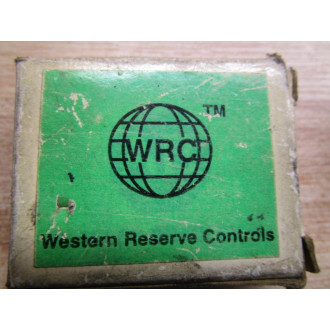 TM
WRC
Western Reserve Controls